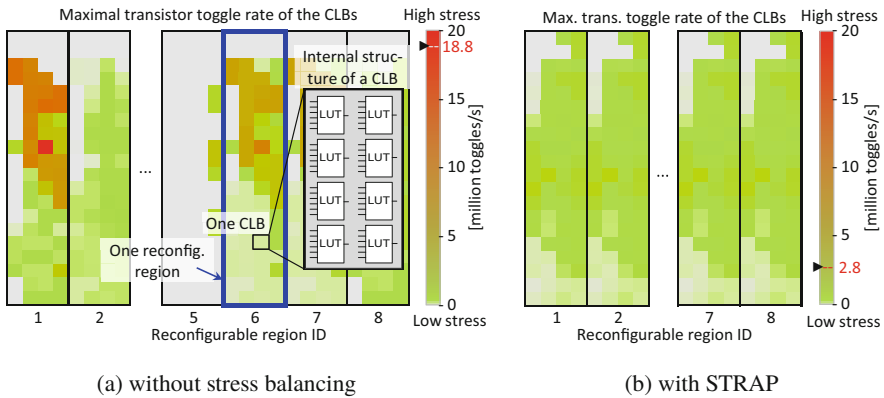 Maximal transistor toggle rate of the CLBs
High stress
20
18.8
15
10
5
0
Low stress
[million toggles/s]
Internal struc-
ture of a CLB
LUT LUT
LUT LUT
LUT LUT
LUT LUT
One CLB
One reconfig.
region
...
1 2 5 6 7 8
Reconfigurable region ID
(a) without stress balancing
Max. trans. toggle rate of the CLBs
High stress
20
15
10
5
2.8
0
Low stress
[million toggles/s]
...
1 2 7 8
Reconfigurable region ID
(b) with STRAP